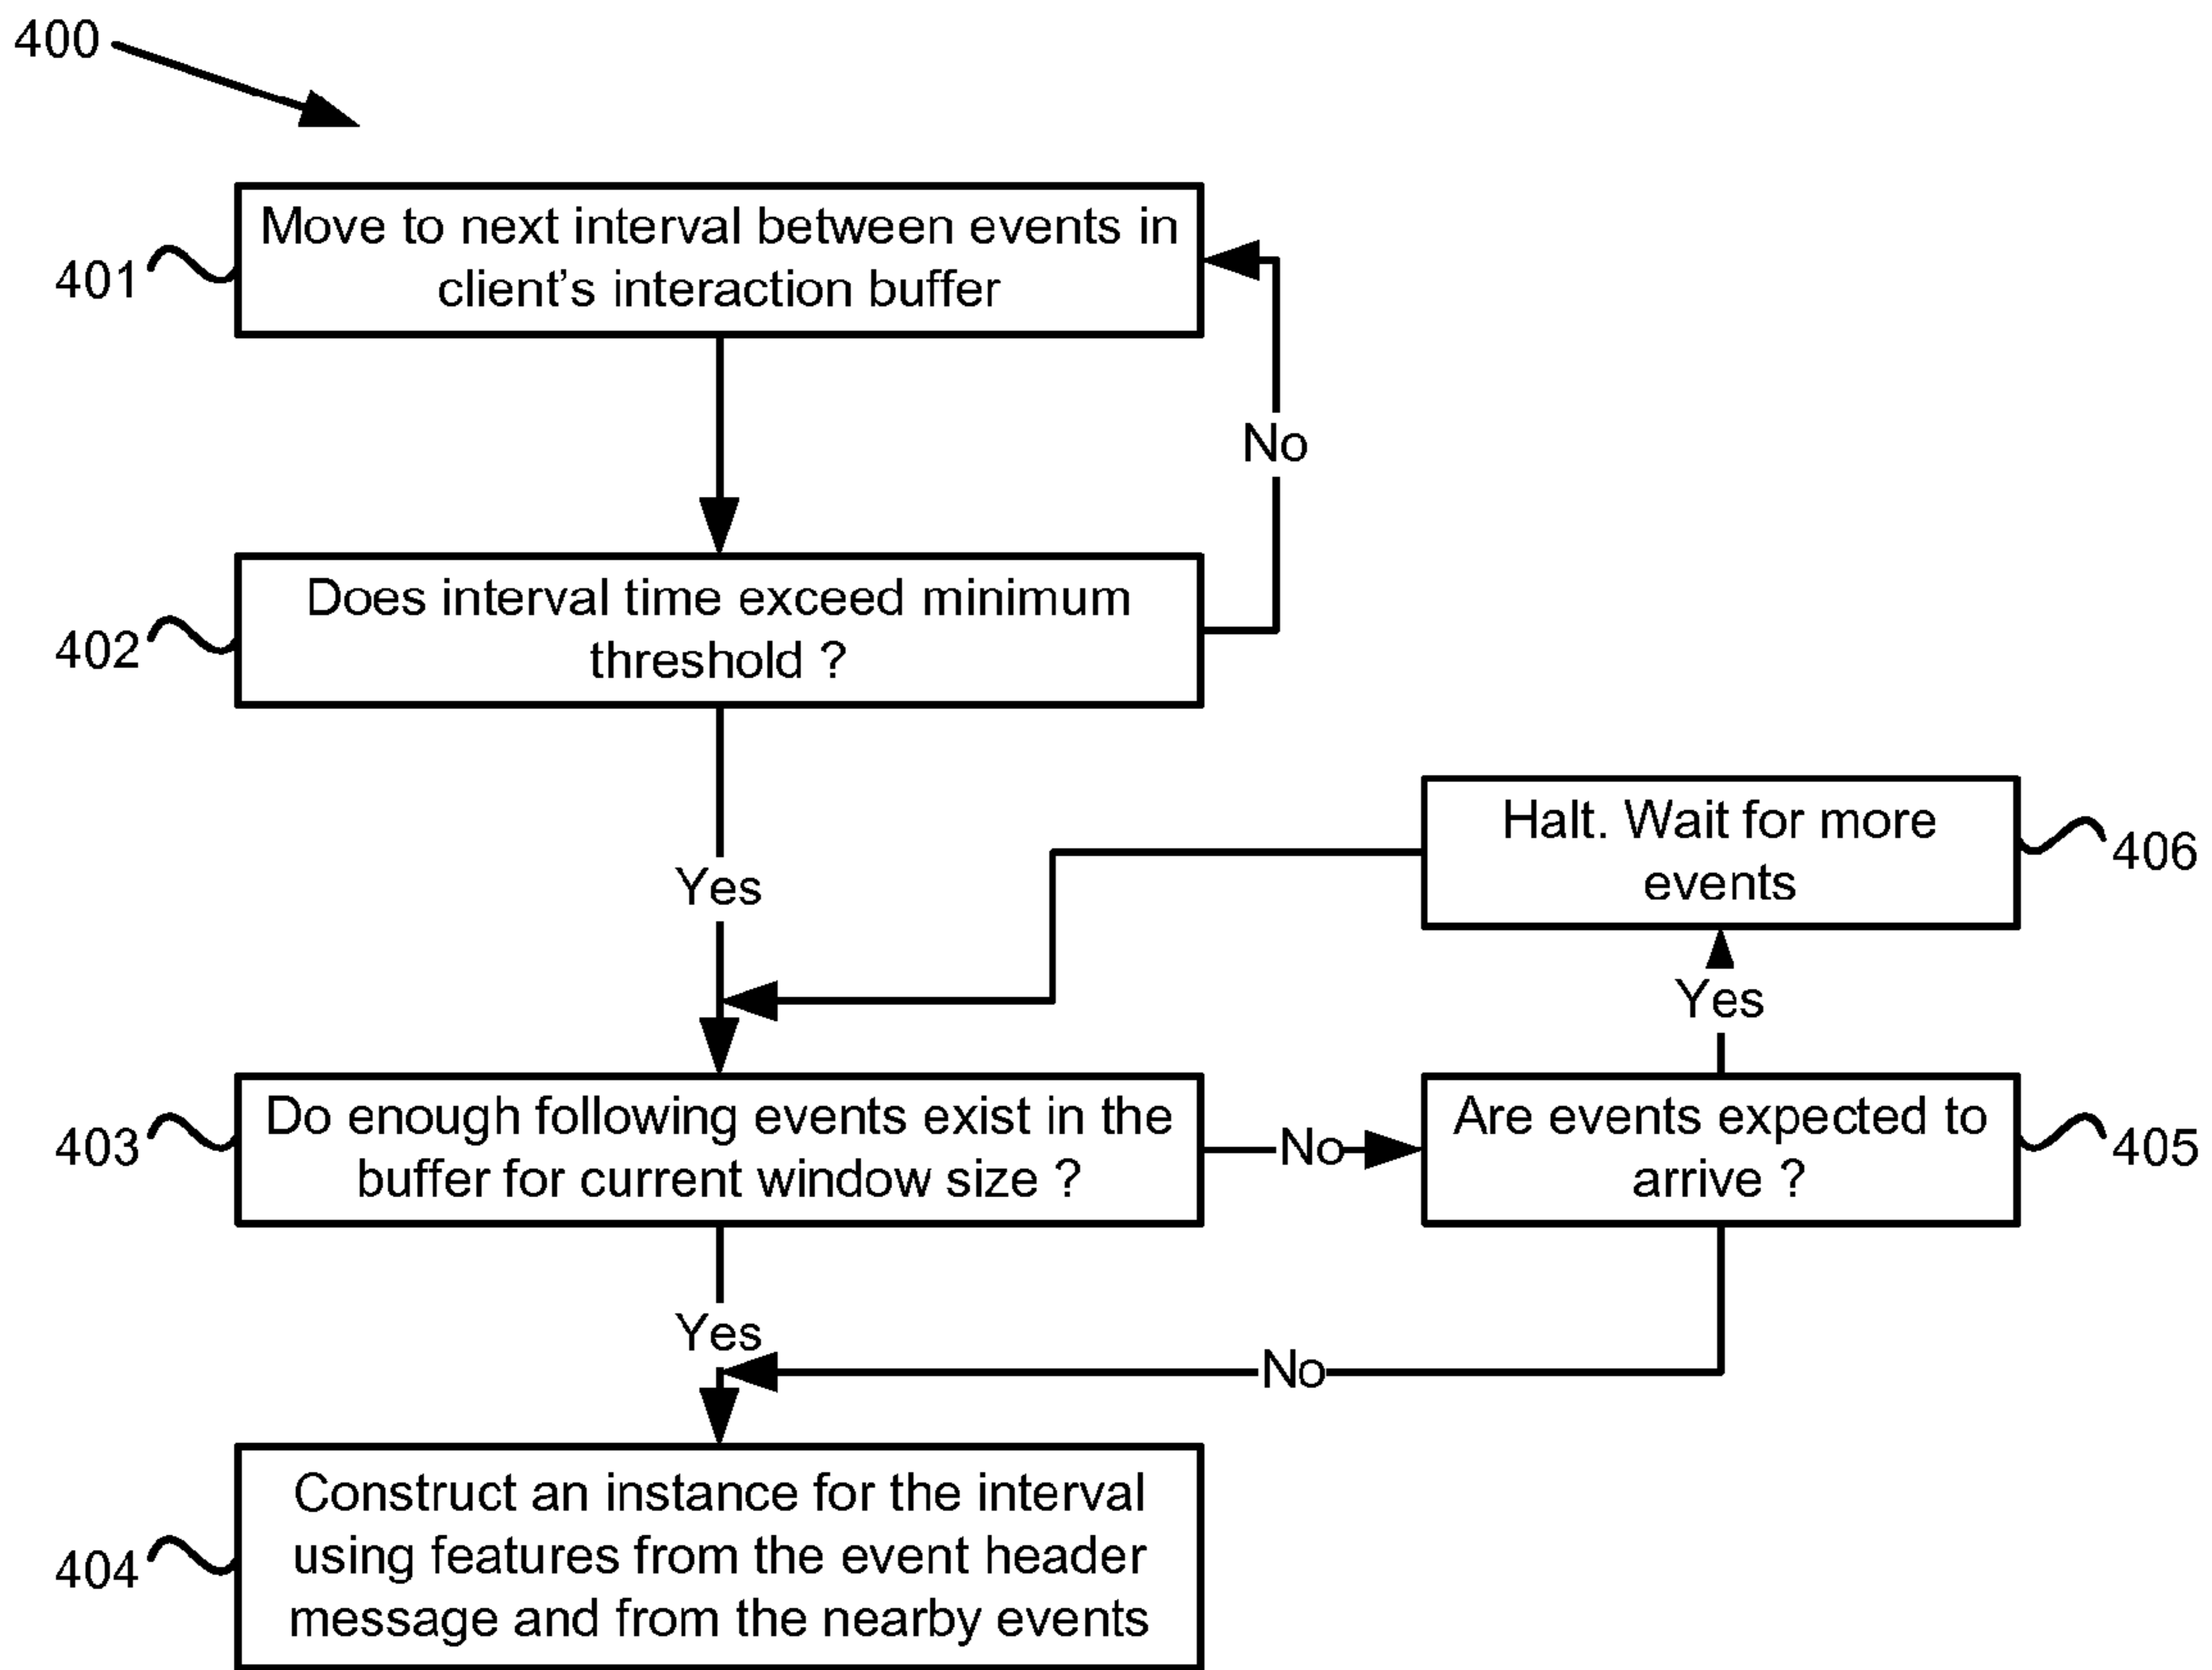 400
401
Move to next interval between events in
client's interaction buffer
No
402
Does interval time exceed minimum
threshold ?
Yes
Halt. Wait for more
events
406
Yes
403
Do enough following events exist in the
buffer for current window size ?
No
Are events expected to
arrive ?
405
Yes
No
404
Construct an instance for the interval
using features from the event header
message and from the nearby events